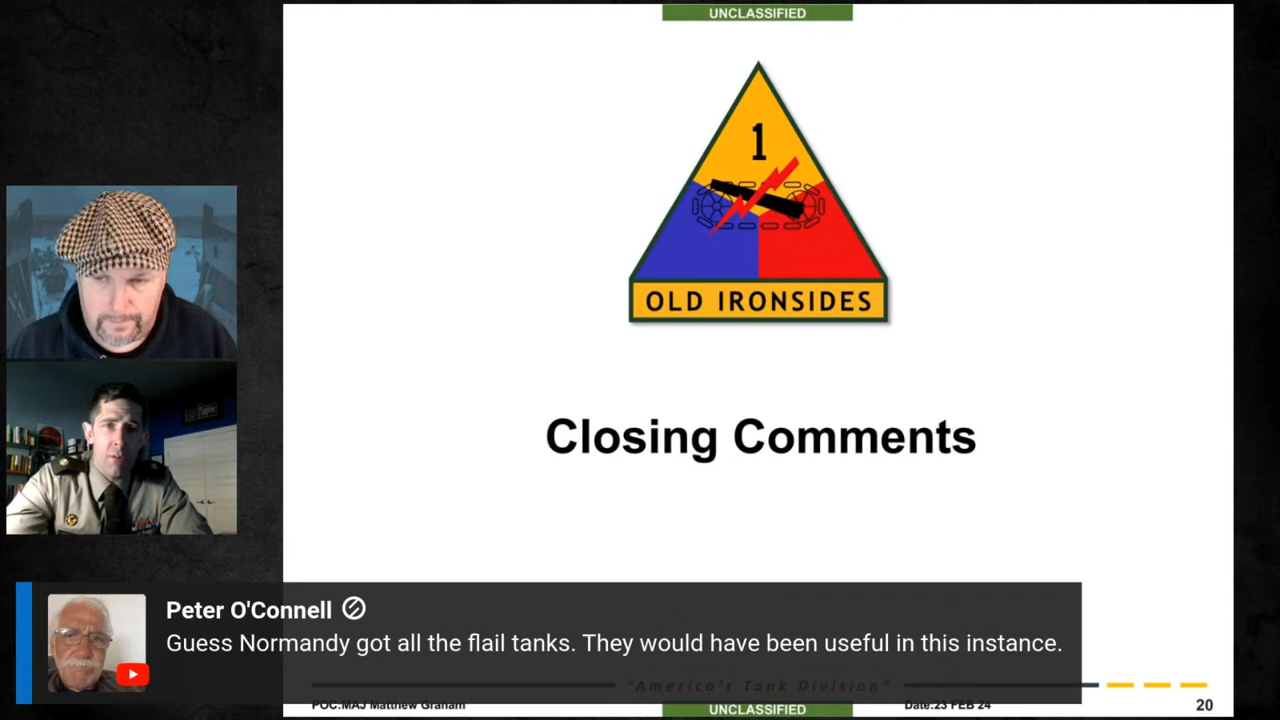 UNCLASSIFIED
1
OLD IRONSIDES
Closing Comments
Peter O'Connell
Guess Normandy got all the flail tanks. They would have been useful in this instance.
"America's Tank Division"
POC:MAJ Matthew Graham
UNCLASSIFIED
Date:23 FEB 24
20